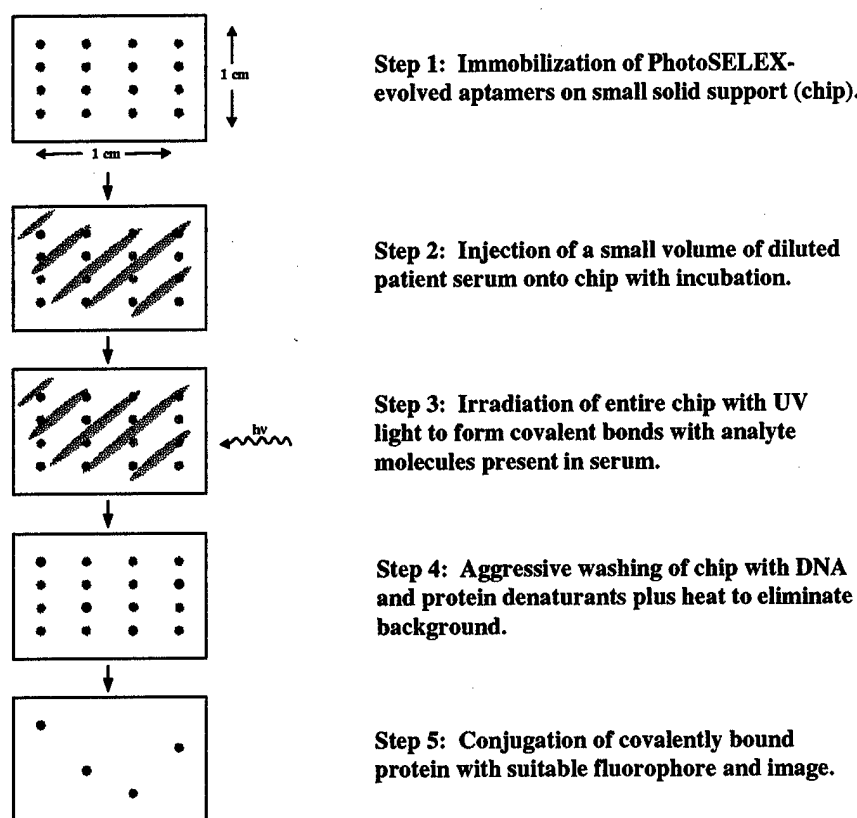 1 cm
1 cm
Step 1: Immobilization of PhotoSELEX-
evolved aptamers on small solid support (chip).
Step 2: Injection of a small volume of diluted
patient serum onto chip with incubation.
hν
Step 3: Irradiation of entire chip with UV
light to form covalent bonds with analyte
molecules present in serum.
Step 4: Aggressive washing of chip with DNA
and protein denaturants plus heat to eliminate
background.
Step 5: Conjugation of covalently bound
protein with suitable fluorophore and image.